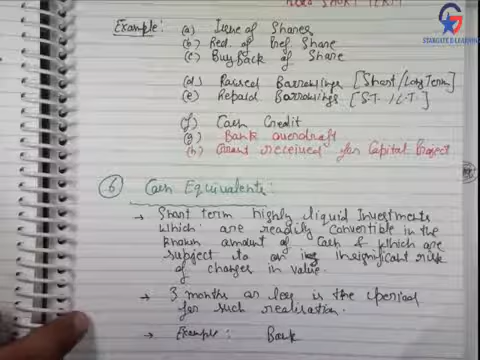 STARGATE E-LEARNING
Example: (a) Issue of Shares
(b) Red. of Pref. Share
(c) Buy Back of Share
(d) Raised Borrowings [Short/Long Term]
(e) Repaid Borrowings [S.T./L.T.]
(f) Cash Credit
(g) Bank overdraft
(h) Grant received for Capital Project
⑥ Cash Equivalents:
→ Short term highly liquid Investments
which are readily convertible in the
known amount of Cash & which are
subject to an insignificant risk
of changes in value.
→ 3 months or less is the period
for such realisation.
→ Example: Bank